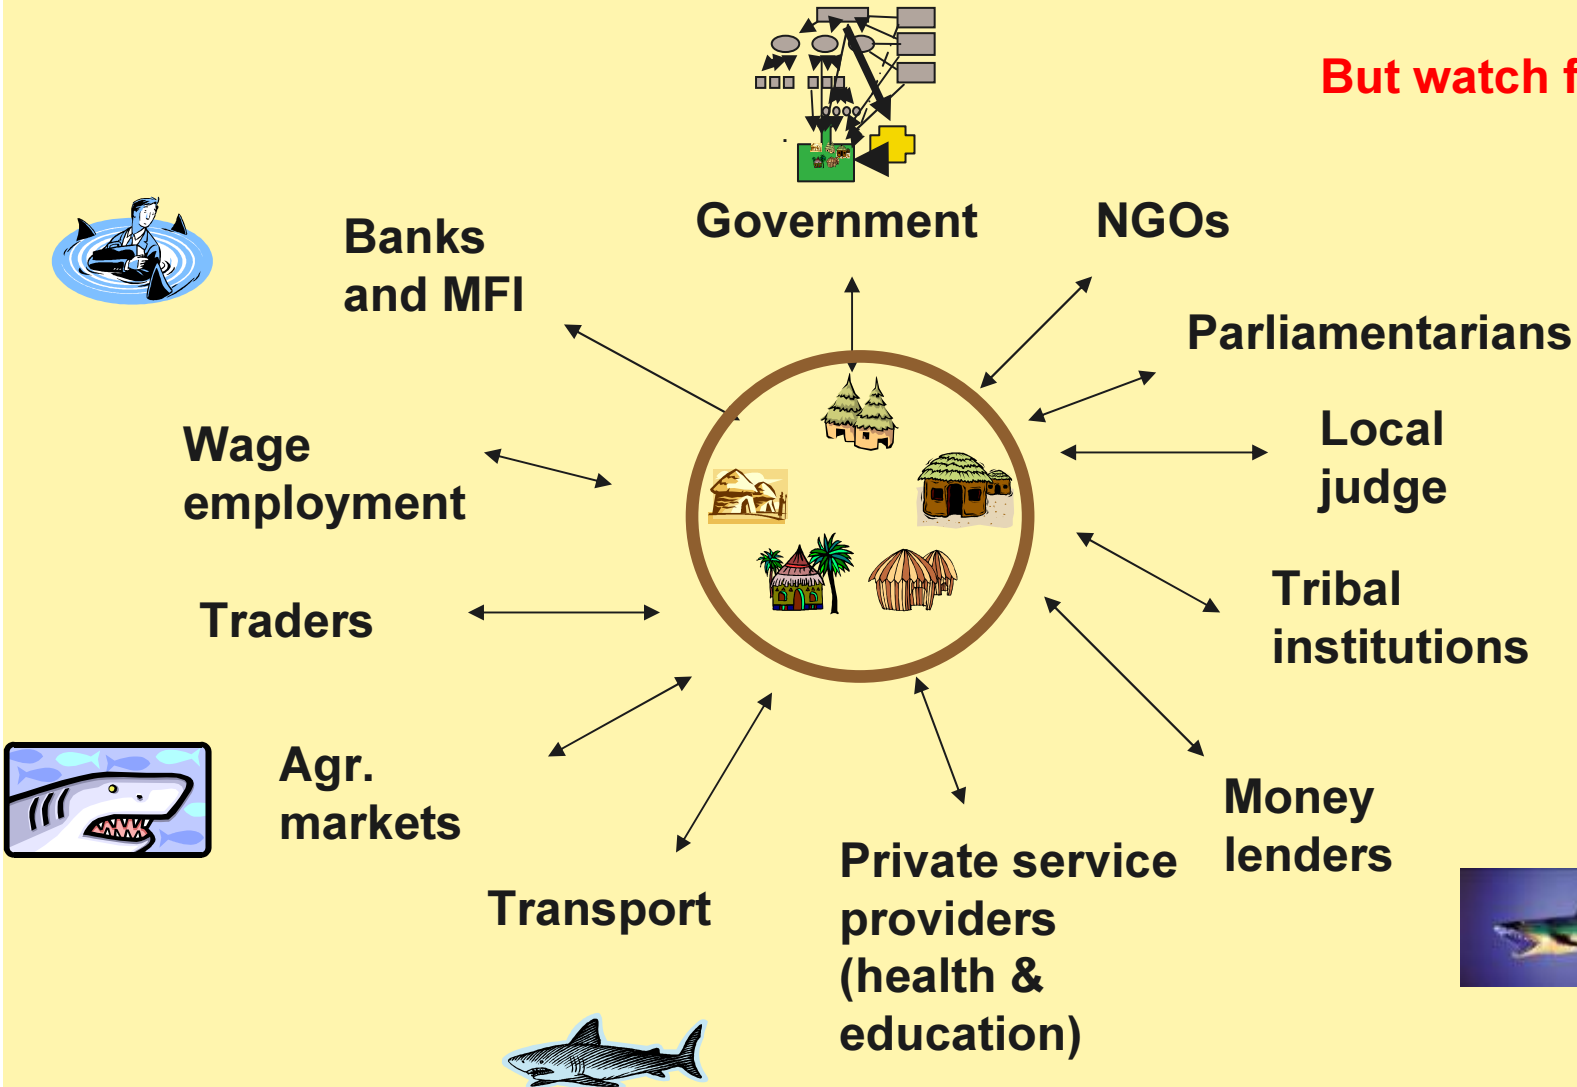 But watch f
Government
NGOs
Banks
and MFI
Parliamentarians
Local
judge
Wage
employment
Tribal
institutions
Traders
Agr.
markets
Money
lenders
Private service
providers
(health &
education)
Transport